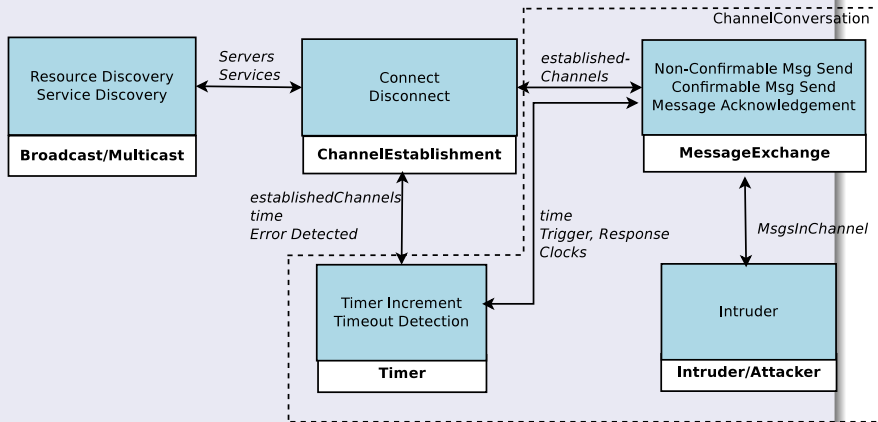 ChannelConversation
Resource Discovery
Service Discovery
Broadcast/Multicast
Servers
Services
Connect
Disconnect
ChannelEstablishment
established-
Channels
Non-Confirmable Msg Send
Confirmable Msg Send
Message Acknowledgement
MessageExchange
establishedChannels
time
Error Detected
time
Trigger, Response
Clocks
MsgsInChannel
Timer Increment
Timeout Detection
Timer
Intruder
Intruder/Attacker